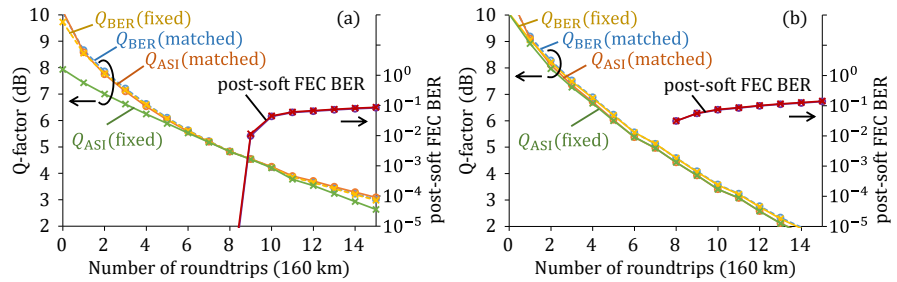 (a)
Q_BER(fixed)
Q_BER(matched)
Q_ASI(matched)
Q_ASI(fixed)
post-soft FEC BER
Q-factor (dB)
10
9
8
7
6
5
4
3
2
0 2 4 6 8 10 12 14
Number of roundtrips (160 km)
10^0
10^-1
10^-2
10^-3
10^-4
10^-5
post-soft FEC BER
(b)
Q_BER(fixed)
Q_BER(matched)
Q_ASI(matched)
Q_ASI(fixed)
post-soft FEC BER
Q-factor (dB)
10
9
8
7
6
5
4
3
2
0 2 4 6 8 10 12 14
Number of roundtrips (160 km)
10^0
10^-1
10^-2
10^-3
10^-4
10^-5
post-soft FEC BER